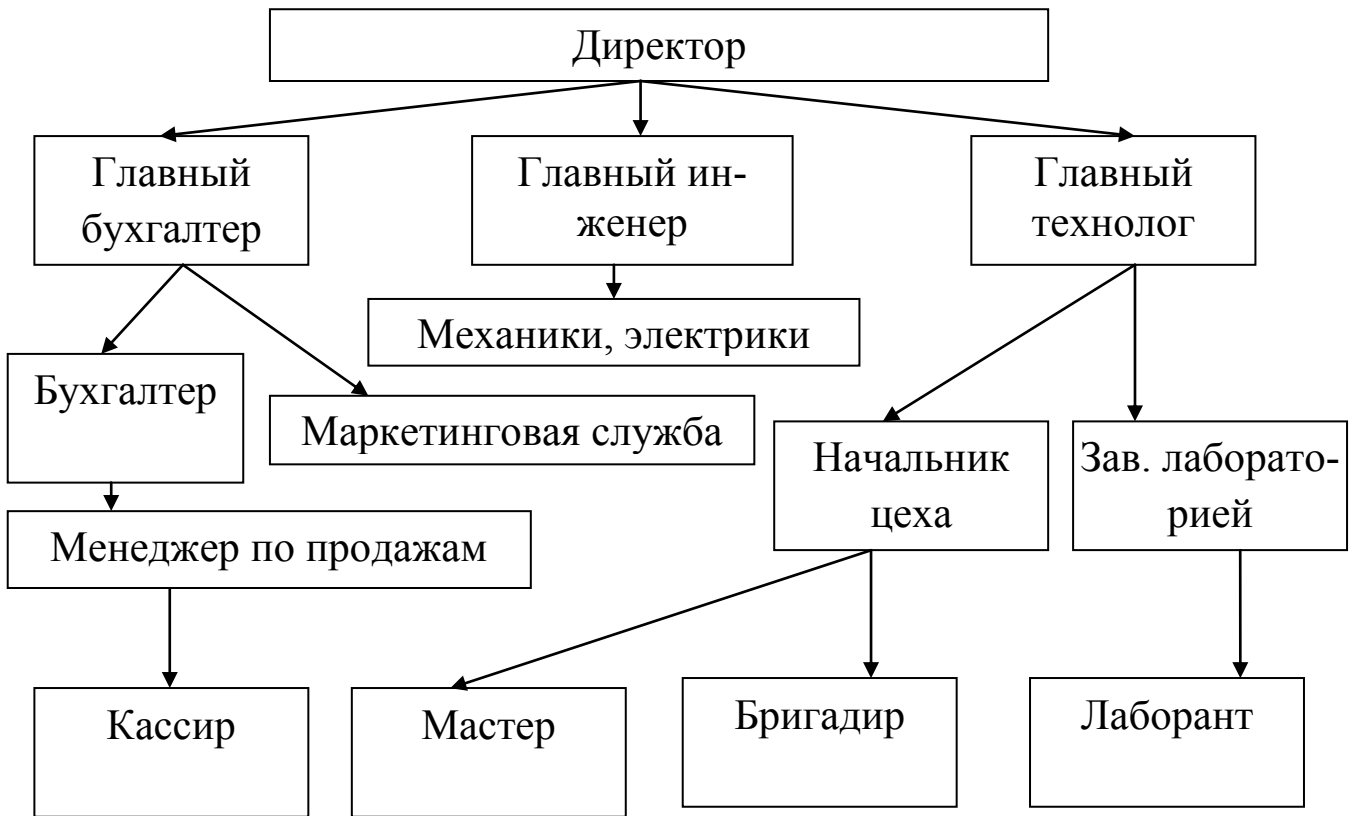 Директор
Главный
бухгалтер
Главный ин-
женер
Главный
технолог
Механики, электрики
Бухгалтер
Маркетинговая служба
Начальник
цеха
Зав. лаборато-
рией
Менеджер по продажам
Кассир
Мастер
Бригадир
Лаборант